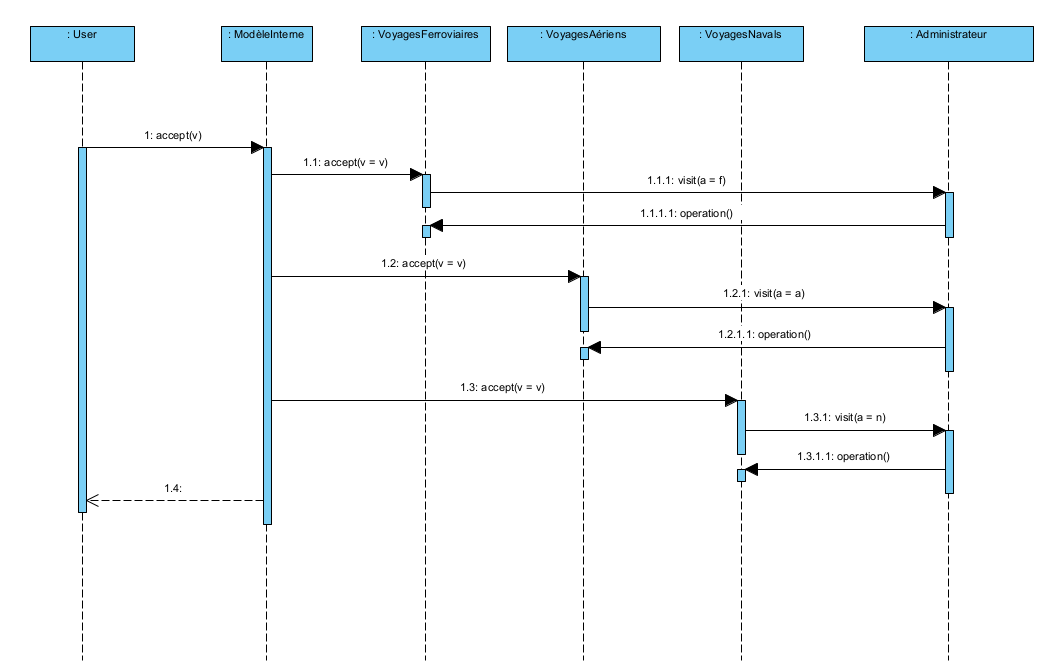 : User
: ModèleInterne
: VoyagesFerroviaires
: VoyagesAériens
: VoyagesNavals
: Administrateur
1: accept(v)
1.1: accept(v = v)
1.1.1: visit(a = f)
1.1.1.1: operation()
1.2: accept(v = v)
1.2.1: visit(a = a)
1.2.1.1: operation()
1.3: accept(v = v)
1.3.1: visit(a = n)
1.3.1.1: operation()
1.4: